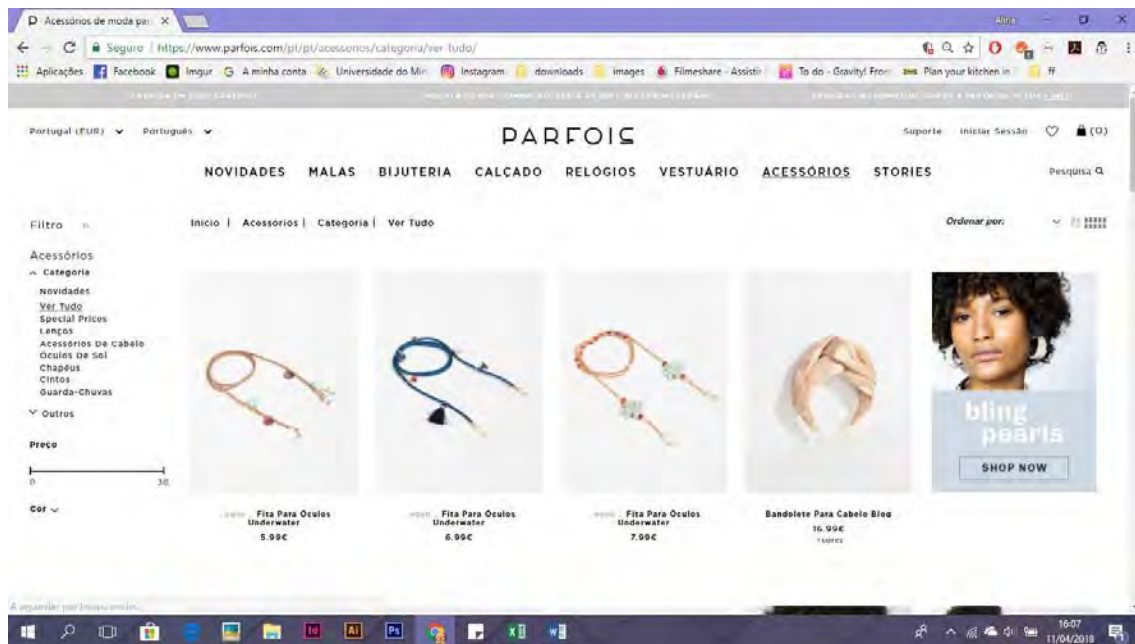 Acessórios de moda par
Alina
Seguro | https://www.parfois.com/pt/pt/acessorios/categoria/ver-tudo/
Aplicações Facebook Imgur A minha conta Universidade do Min Instagram downloads images Filmeshare - Assistir To do - Gravity! From Plan your kitchen in ff
Portugal (EUR) Português PARFOIS Suporte Iniciar Sessão (0)
NOVIDADES MALAS BIJUTERIA CALÇADO RELÓGIOS VESTUÁRIO ACESSÓRIOS STORIES Pesquisa
Filtro Início | Acessórios | Categoria | Ver Tudo Ordenar por:
Acessórios
Categoria
Novidades
Ver Tudo
Special Prices
Lenços
Acessórios De Cabelo
Óculos De Sol
Chapéus
Cintos
Guarda-Chuvas
Outros
Preço
0 36
Cor
bling
pearls
SHOP NOW
Fita Para Óculos
Underwater
5.99€
Fita Para Óculos
Underwater
6.99€
Fita Para Óculos
Underwater
7.99€
Bandolete Para Cabelo Blog
16.99€
+cores
16:07
11/04/2018